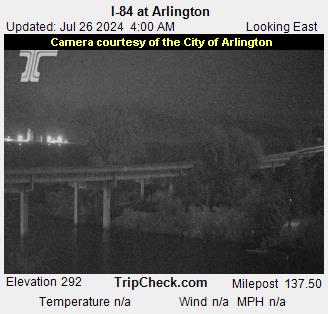 I-84 at Arlington
Updated: Jul 26 2024 4:00 AM Looking East
Camera courtesy of the City of Arlington
Elevation 292 TripCheck.com Milepost 137.50
Temperature n/a Wind n/a MPH n/a